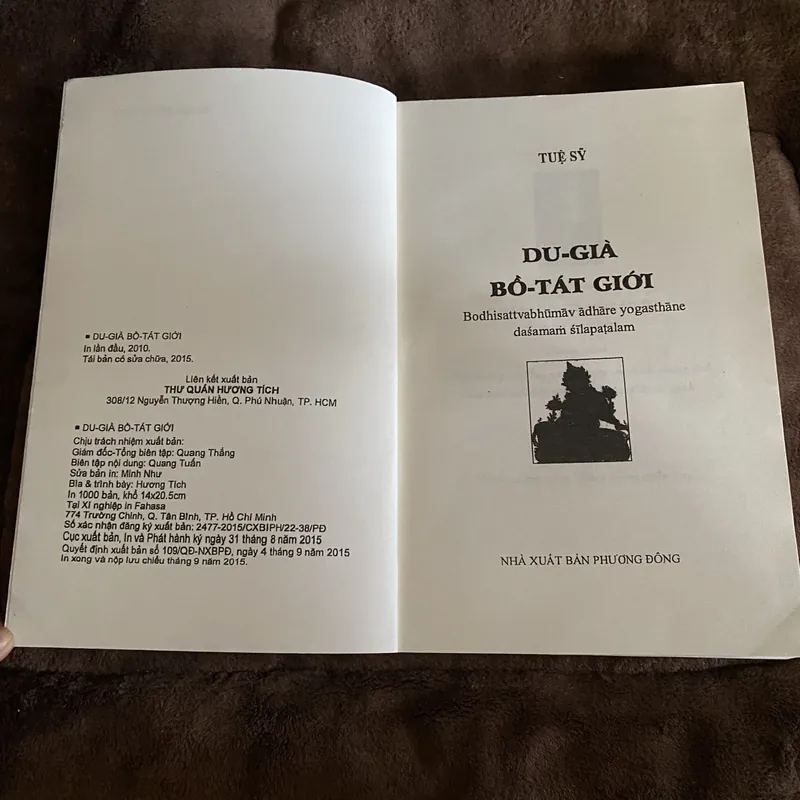 ▪ DU-GIÀ BỒ-TÁT GIỚI
In lần đầu, 2010.
Tái bản có sửa chữa, 2015.
Liên kết xuất bản
THƯ QUÁN HƯƠNG TÍCH
308/12 Nguyễn Thượng Hiền, Q. Phú Nhuận, TP. HCM
▪ DU-GIÀ BỒ-TÁT GIỚI
Chịu trách nhiệm xuất bản:
Giám đốc-Tổng biên tập: Quang Thắng
Biên tập nội dung: Quang Tuấn
Sửa bản in: Minh Như
Bìa & trình bày: Hương Tích
In 1000 bản, khổ 14x20.5cm
Tại Xí nghiệp in Fahasa
774 Trường Chinh, Q. Tân Bình, TP. Hồ Chí Minh
Số xác nhận đăng ký xuất bản: 2477-2015/CXBIPH/22-36/PĐ
Cục xuất bản, In và Phát hành ký ngày 31 tháng 8 năm 2015
Quyết định xuất bản số 109/QĐ-NXBPĐ, ngày 4 tháng 9 năm 2015
In xong và nộp lưu chiểu tháng 9 năm 2015.
TUỆ SỸ
DU-GIÀ
BỒ-TÁT GIỚI
Bodhisattvabhūmāv ādhāre yogasthāne
daśamaṁ śīlapaṭalam
NHÀ XUẤT BẢN PHƯƠNG ĐÔNG